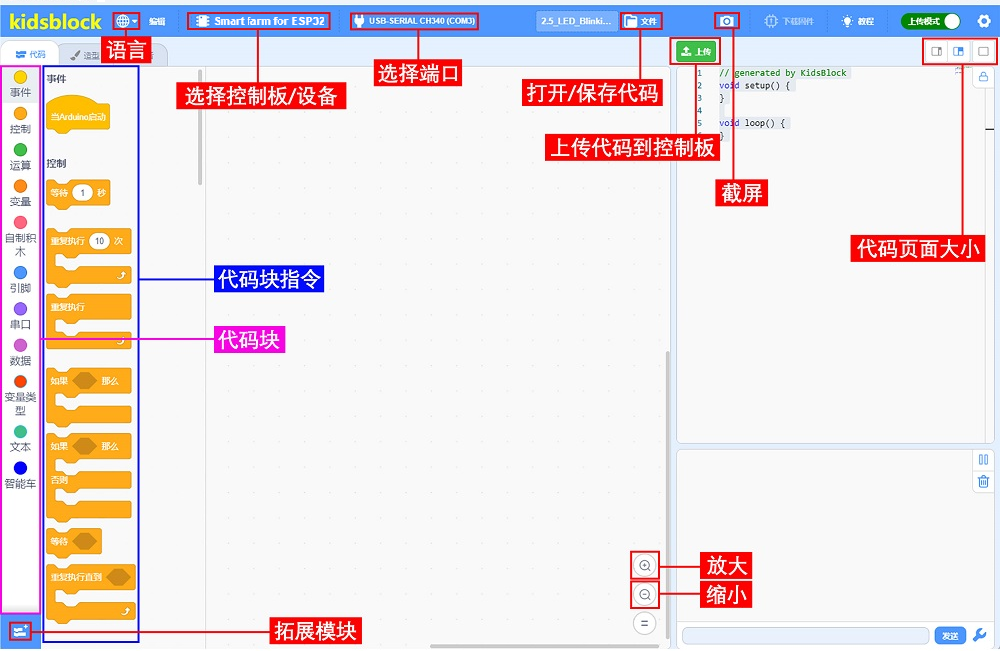 kidsblock
编辑
Smart farm for ESP32
USB-SERIAL CH340 (COM3)
2.5_LED_Blinki...
文件
下载固件
教程
上传模式
代码
造型
语言
选择控制板/设备
选择端口
打开/保存代码
上传
上传代码到控制板
截屏
代码页面大小
事件
控制
运算
变量
自制积
木
引脚
串口
数据
变量类
型
文本
智能车
事件
当Arduino启动
控制
等待 1 秒
重复执行 10 次
重复执行
如果 那么
如果 那么
否则
等待
重复执行直到
代码块指令
代码块
拓展模块
1 // generated by KidsBlock
2 void setup() {
3 }
4
5 void loop() {
}
放大
缩小
发送